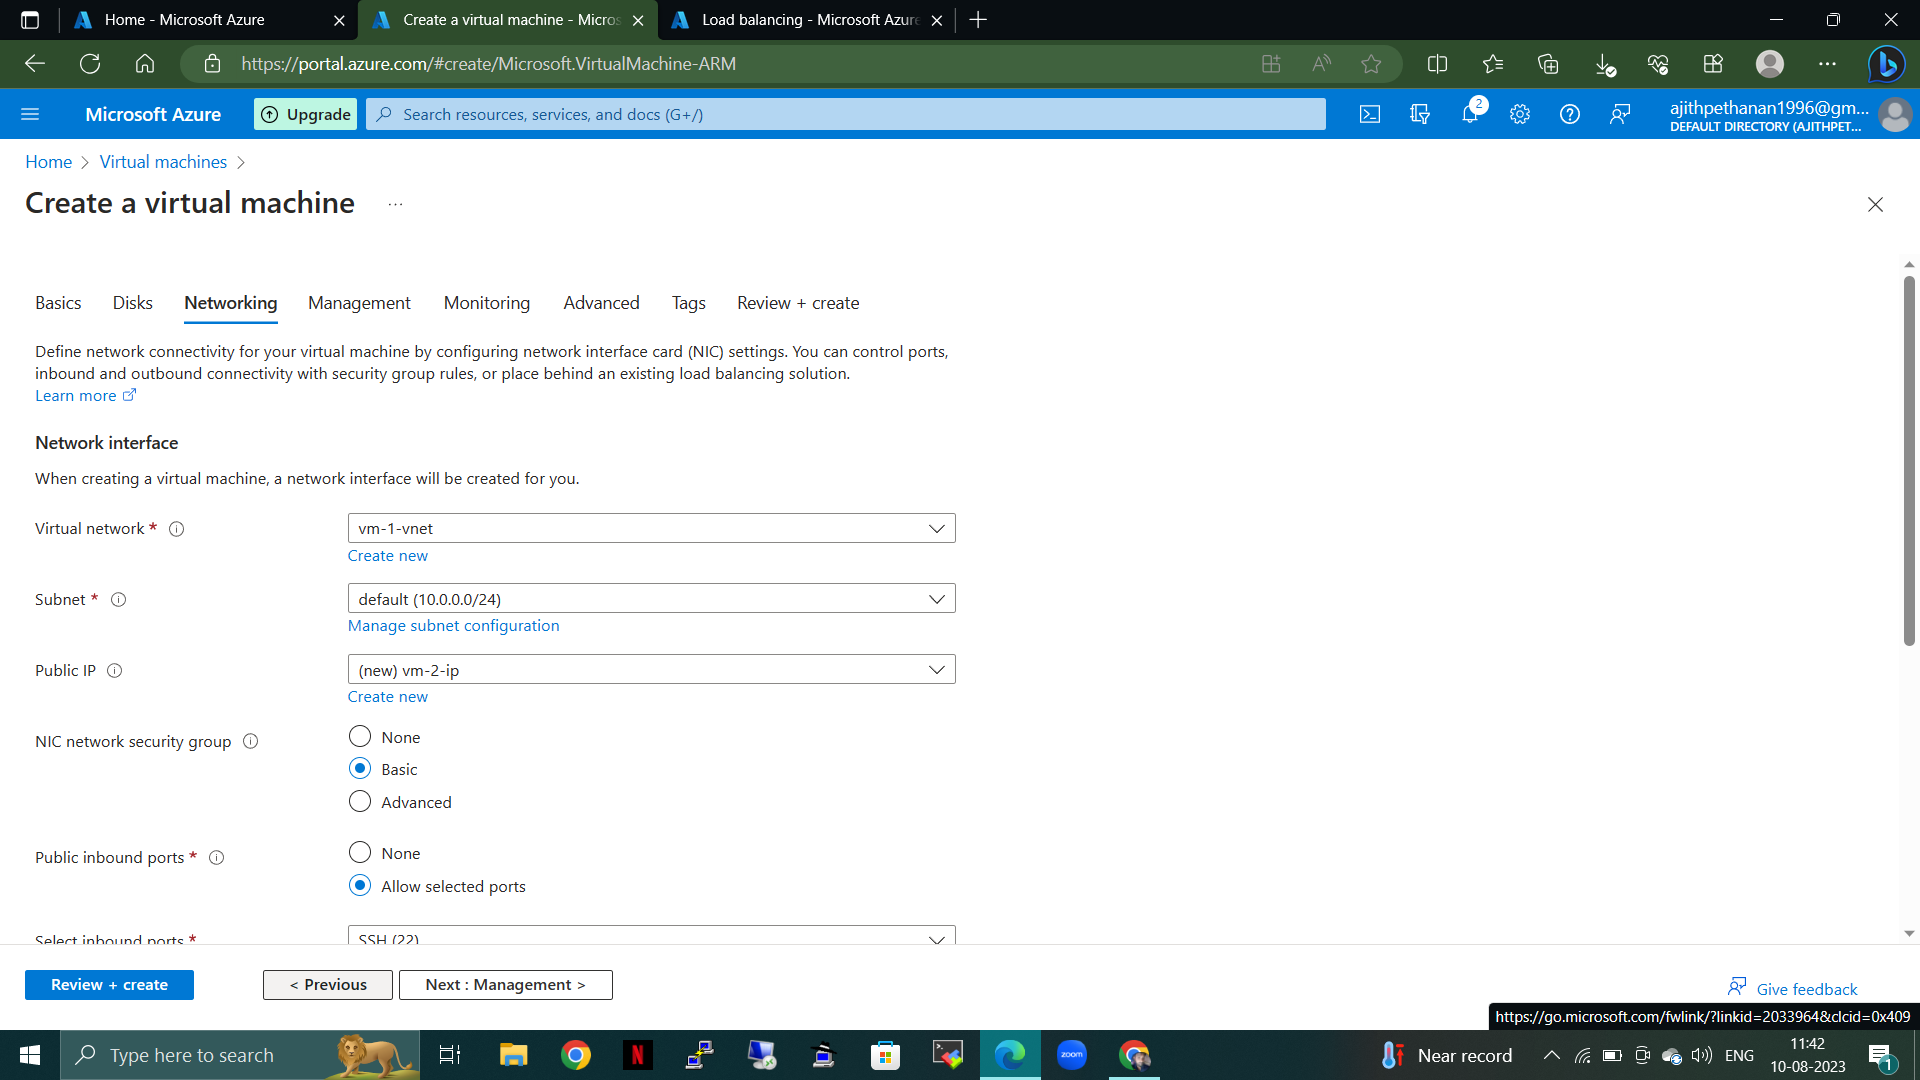 Home - Microsoft Azure
Create a virtual machine - Micros
Load balancing - Microsoft Azure
https://portal.azure.com/#create/Microsoft.VirtualMachine-ARM
Microsoft Azure
Upgrade
Search resources, services, and docs (G+/)
2
ajithpethanan1996@gm...
DEFAULT DIRECTORY (AJITHPET...
Home > Virtual machines >
Create a virtual machine ...
Basics Disks Networking Management Monitoring Advanced Tags Review + create
Define network connectivity for your virtual machine by configuring network interface card (NIC) settings. You can control ports,
inbound and outbound connectivity with security group rules, or place behind an existing load balancing solution.
Learn more
Network interface
When creating a virtual machine, a network interface will be created for you.
Virtual network *
vm-1-vnet
Create new
Subnet *
default (10.0.0.0/24)
Manage subnet configuration
Public IP
(new) vm-2-ip
Create new
NIC network security group
None
Basic
Advanced
Public inbound ports *
None
Allow selected ports
Select inbound ports *
SSH (22)
Review + create
< Previous
Next : Management >
Give feedback
https://go.microsoft.com/fwlink/?linkid=2033964&clcid=0x409
Type here to search
N
zoom
Near record
ENG
11:42
10-08-2023
1